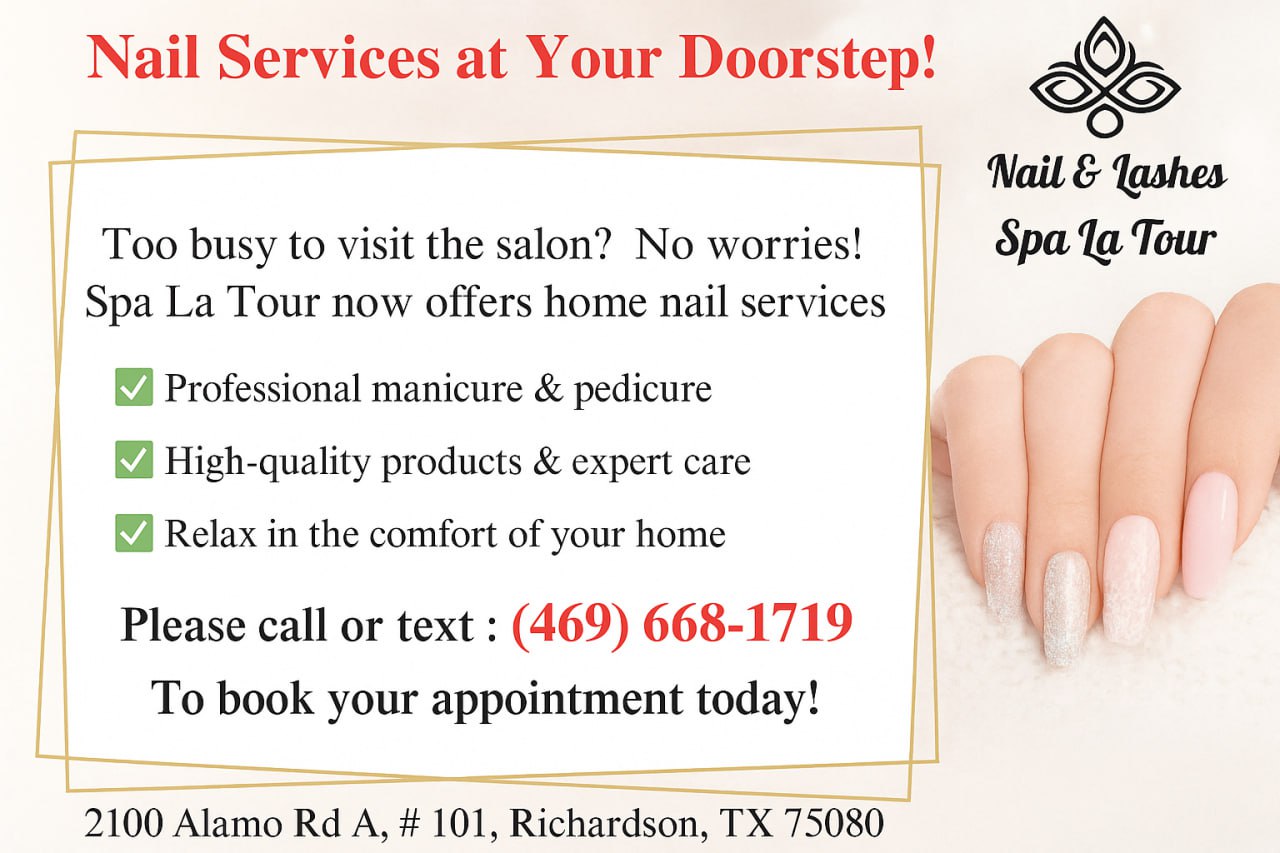 Nail Services at Your Doorstep!
Nail & Lashes
Spa La Tour
Too busy to visit the salon?  No worries!
Spa La Tour now offers home nail services
✅ Professional manicure & pedicure
✅ High-quality products & expert care
✅ Relax in the comfort of your home
Please call or text : (469) 668-1719
To book your appointment today!
2100 Alamo Rd A, # 101, Richardson, TX 75080